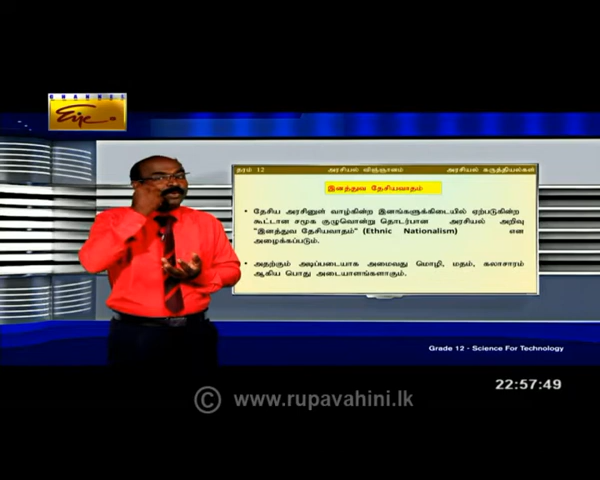 CHANNEL
Eye
தரம் 12 அரசியல் விஞ்ஞானம் அரசியல் கருத்தியல்கள்
இனத்துவ தேசியவாதம்
• தேசிய அரசினுள் வாழ்கின்ற இனங்களுக்கிடையில் ஏற்படுகின்ற
கூட்டான சமூக குழுவொன்று தொடர்பான அரசியல் அறிவு
"இனத்துவ தேசியவாதம்" (Ethnic Nationalism) என
அழைக்கப்படும்.
• அதற்கும் அடிப்படையாக அமைவது மொழி, மதம், கலாசாரம்
ஆகிய பொது அடையாளங்களாகும்.
Grade 12 - Science For Technology
22:57:49
© www.rupavahini.lk